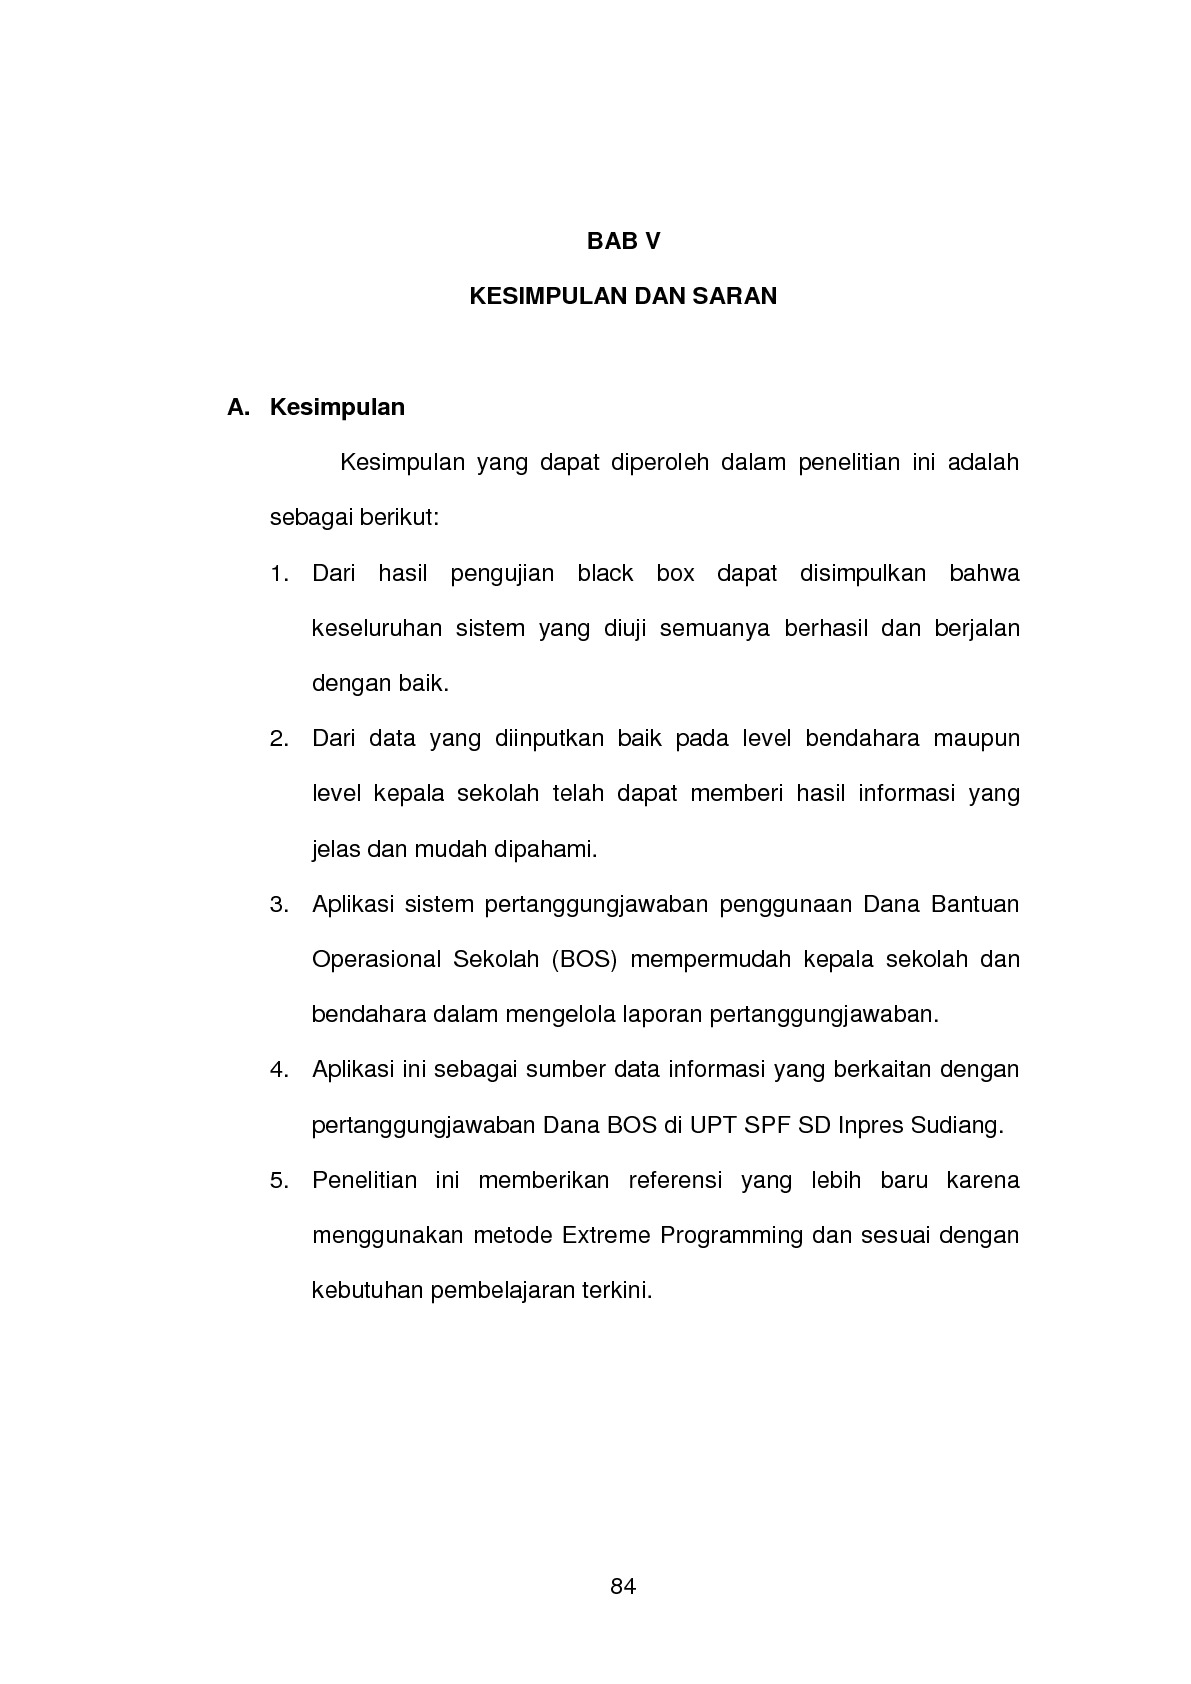 BAB V
KESIMPULAN DAN SARAN
A. Kesimpulan
Kesimpulan yang dapat diperoleh dalam penelitian ini adalah
sebagai berikut:
1. Dari hasil pengujian black box dapat disimpulkan bahwa
keseluruhan sistem yang diuji semuanya berhasil dan berjalan
dengan baik.
2. Dari data yang diinputkan baik pada level bendahara maupun
level kepala sekolah telah dapat memberi hasil informasi yang
jelas dan mudah dipahami.
3. Aplikasi sistem pertanggungjawaban penggunaan Dana Bantuan
Operasional Sekolah (BOS) mempermudah kepala sekolah dan
bendahara dalam mengelola laporan pertanggungjawaban.
4. Aplikasi ini sebagai sumber data informasi yang berkaitan dengan
pertanggungjawaban Dana BOS di UPT SPF SD Inpres Sudiang.
5. Penelitian ini memberikan referensi yang lebih baru karena
menggunakan metode Extreme Programming dan sesuai dengan
kebutuhan pembelajaran terkini.
84